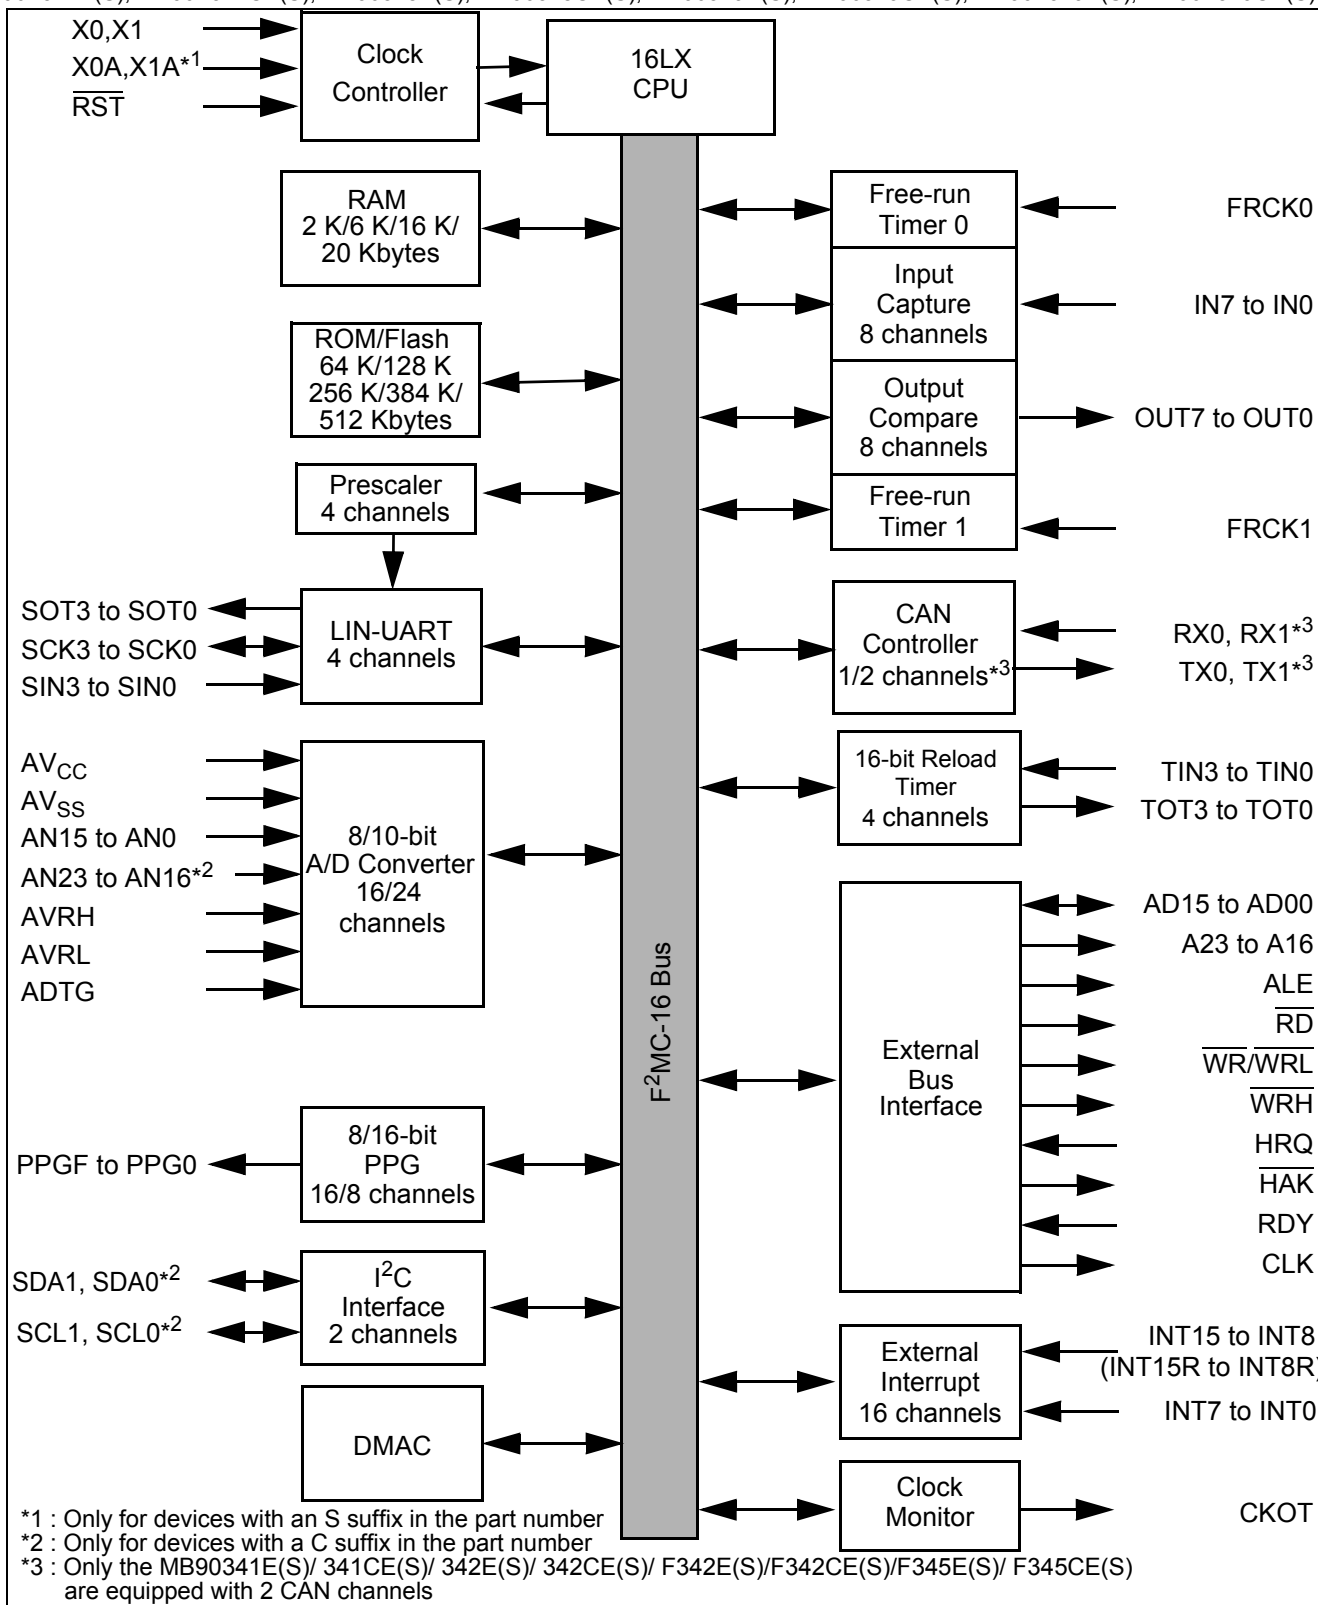 X0,X1
X0A,X1A*1
RST
Clock
Controller
16LX
CPU
RAM
2 K/6 K/16 K/
20 Kbytes
ROM/Flash
64 K/128 K
256 K/384 K/
512 Kbytes
Prescaler
4 channels
SOT3 to SOT0
SCK3 to SCK0
SIN3 to SIN0
LIN-UART
4 channels
AVCC
AVSS
AN15 to AN0
AN23 to AN16*2
AVRH
AVRL
ADTG
8/10-bit
A/D Converter
16/24
channels
PPGF to PPG0
8/16-bit
PPG
16/8 channels
SDA1, SDA0*2
SCL1, SCL0*2
I2C
Interface
2 channels
DMAC
F2MC-16 Bus
Free-run
Timer 0
FRCK0
Input
Capture
8 channels
IN7 to IN0
Output
Compare
8 channels
OUT7 to OUT0
Free-run
Timer 1
FRCK1
CAN
Controller
1/2 channels*3
RX0, RX1*3
TX0, TX1*3
16-bit Reload
Timer
4 channels
TIN3 to TIN0
TOT3 to TOT0
External
Bus
Interface
AD15 to AD00
A23 to A16
ALE
RD
WR/WRL
WRH
HRQ
HAK
RDY
CLK
External
Interrupt
16 channels
INT15 to INT8
(INT15R to INT8R)
INT7 to INT0
Clock
Monitor
CKOT
*1 : Only for devices with an S suffix in the part number
*2 : Only for devices with a C suffix in the part number
*3 : Only the MB90341E(S)/ 341CE(S)/ 342E(S)/ 342CE(S)/ F342E(S)/F342CE(S)/F345E(S)/ F345CE(S)
are equipped with 2 CAN channels